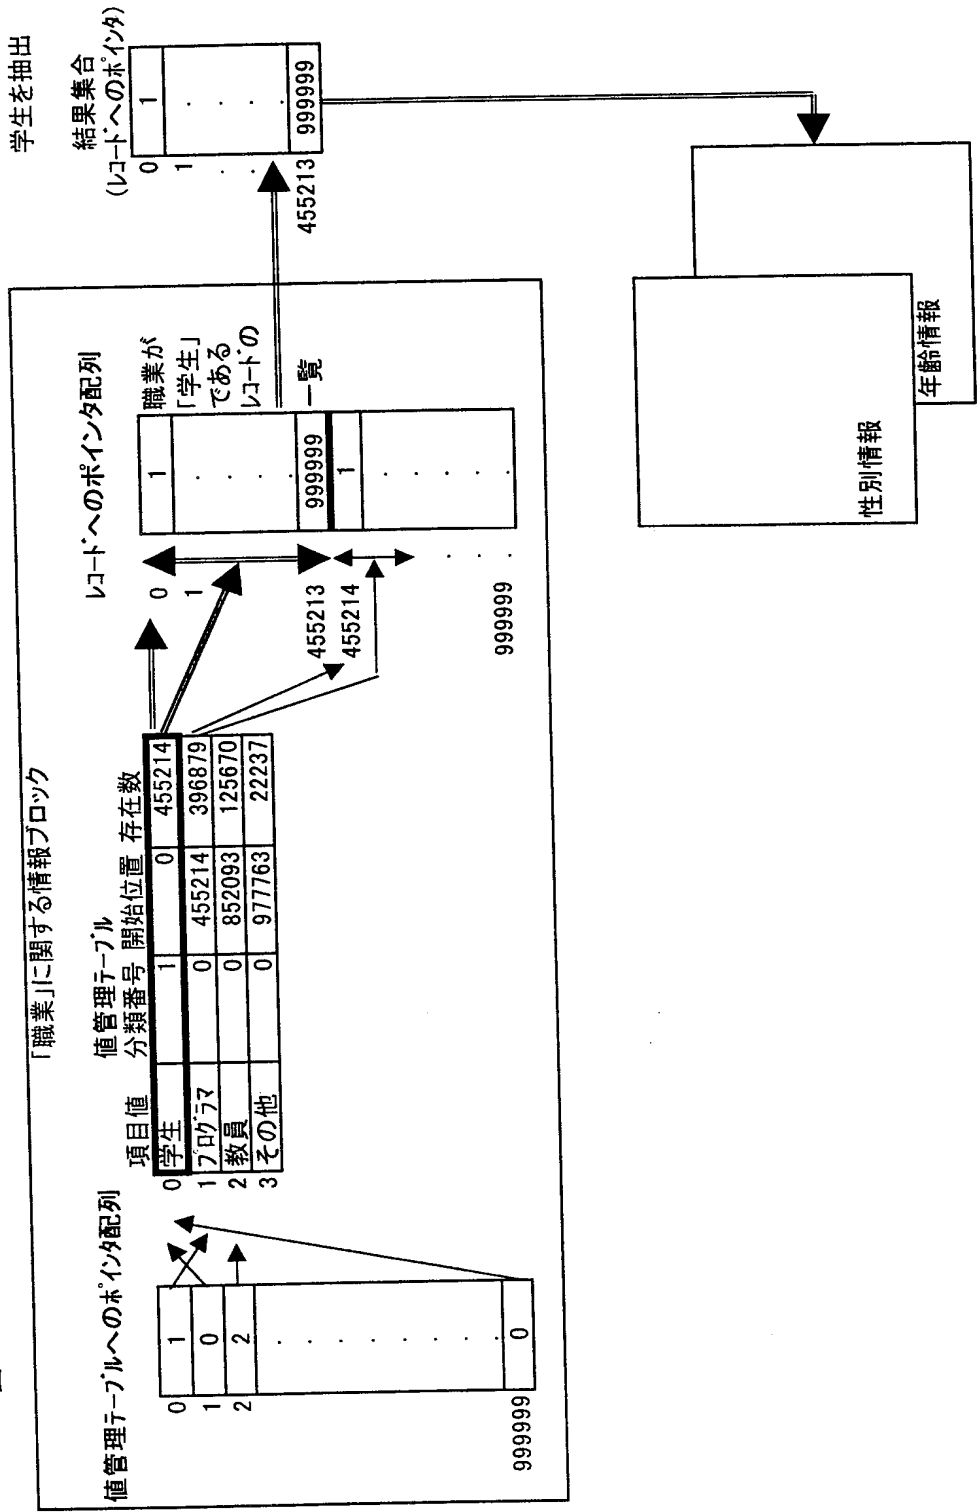 学生を抽出
「職業」に関する情報ブロック
値管理テーブルへのポインタ配列
0 1
1 0
2 2
. . . . . . . .
999999 0
値管理テーブル
項目値 分類番号 開始位置 存在数
0 学生 1 0 455214
1 プログラマ 0 455214 396879
2 教員 0 852093 125670
3 その他 0 977763 22237
レコードへのポインタ配列
0 1
1
. . . .
455213 999999
455214 1
. . . . .
999999
職業が
「学生」
である
レコードの
一覧
結果集合
(レコードへのポインタ)
0 1
1
. . . .
455213 999999
性別情報
年齢情報